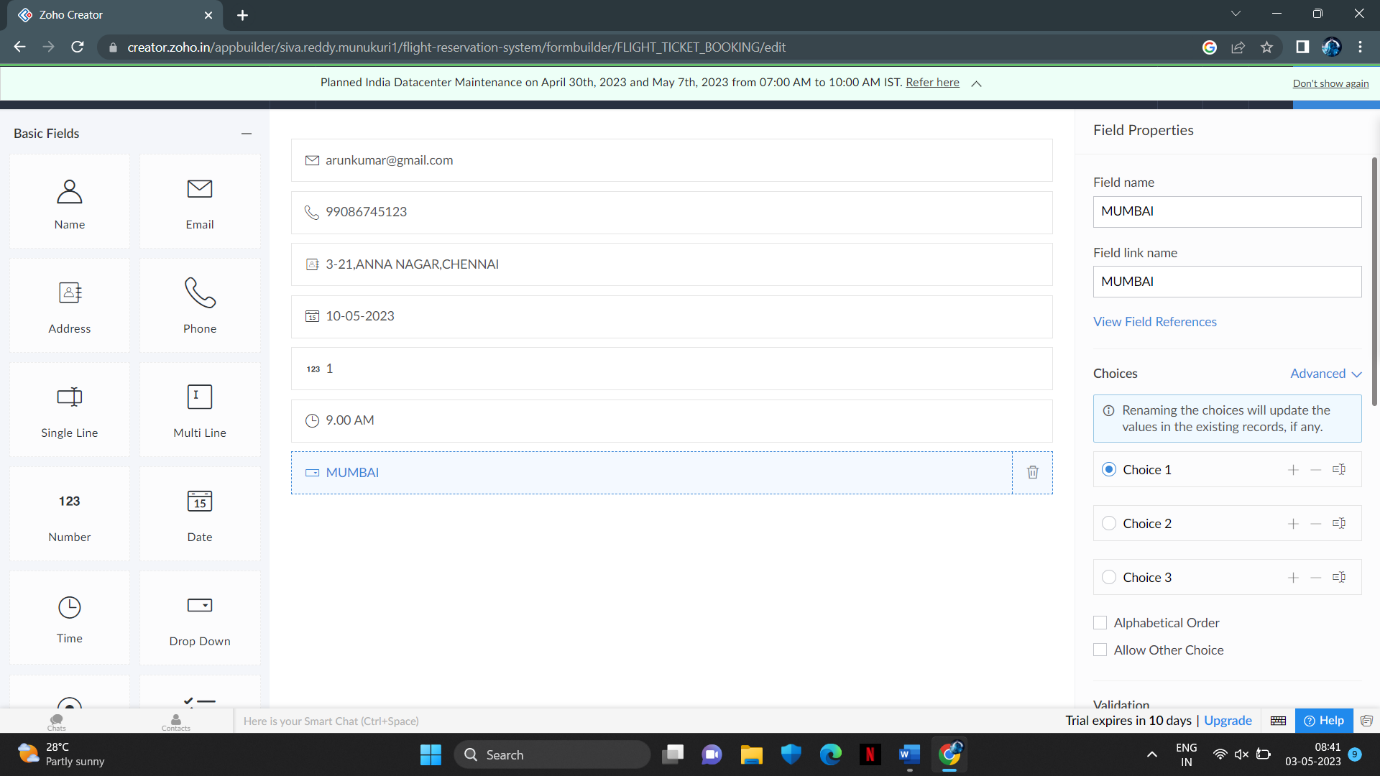 Zoho Creator
creator.zoho.in/appbuilder/siva.reddy.munukuri1/flight-reservation-system/formbuilder/FLIGHT_TICKET_BOOKING/edit
Planned India Datacenter Maintenance on April 30th, 2023 and May 7th, 2023 from 07:00 AM to 10:00 AM IST. Refer here
Don't show again
Basic Fields
Name
Email
Address
Phone
Single Line
Multi Line
123
Number
15
Date
Time
Drop Down
arunkumar@gmail.com
99086745123
3-21,ANNA NAGAR,CHENNAI
15 10-05-2023
123 1
9.00 AM
MUMBAI
Field Properties
Field name
MUMBAI
Field link name
MUMBAI
View Field References
Choices
Advanced
Renaming the choices will update the
values in the existing records, if any.
Choice 1
Choice 2
Choice 3
Alphabetical Order
Allow Other Choice
Validation
Chats
Contacts
Here is your Smart Chat (Ctrl+Space)
Trial expires in 10 days | Upgrade
Help
28°C
Partly sunny
Search
ENG
IN
08:41
03-05-2023
9